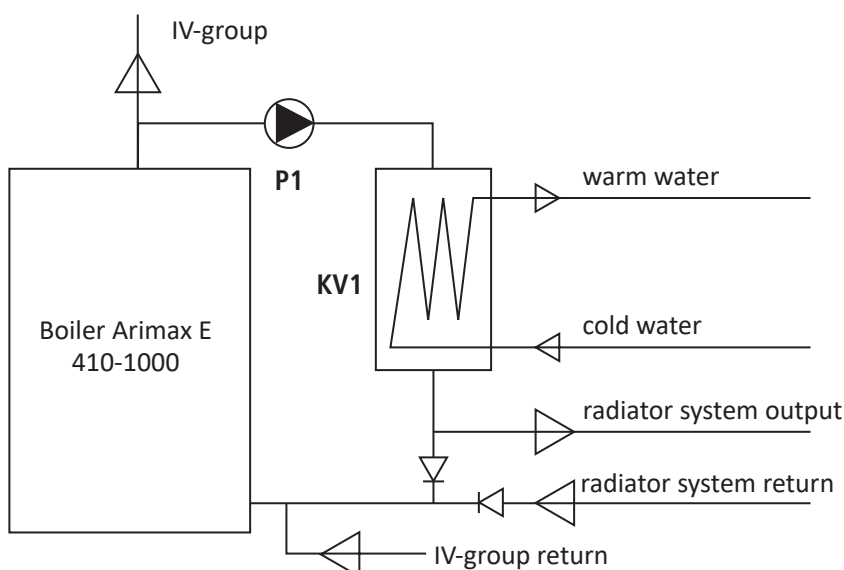 IV-group
P1
warm water
KV1
Boiler Arimax E
410-1000
cold water
radiator system output
radiator system return
IV-group return